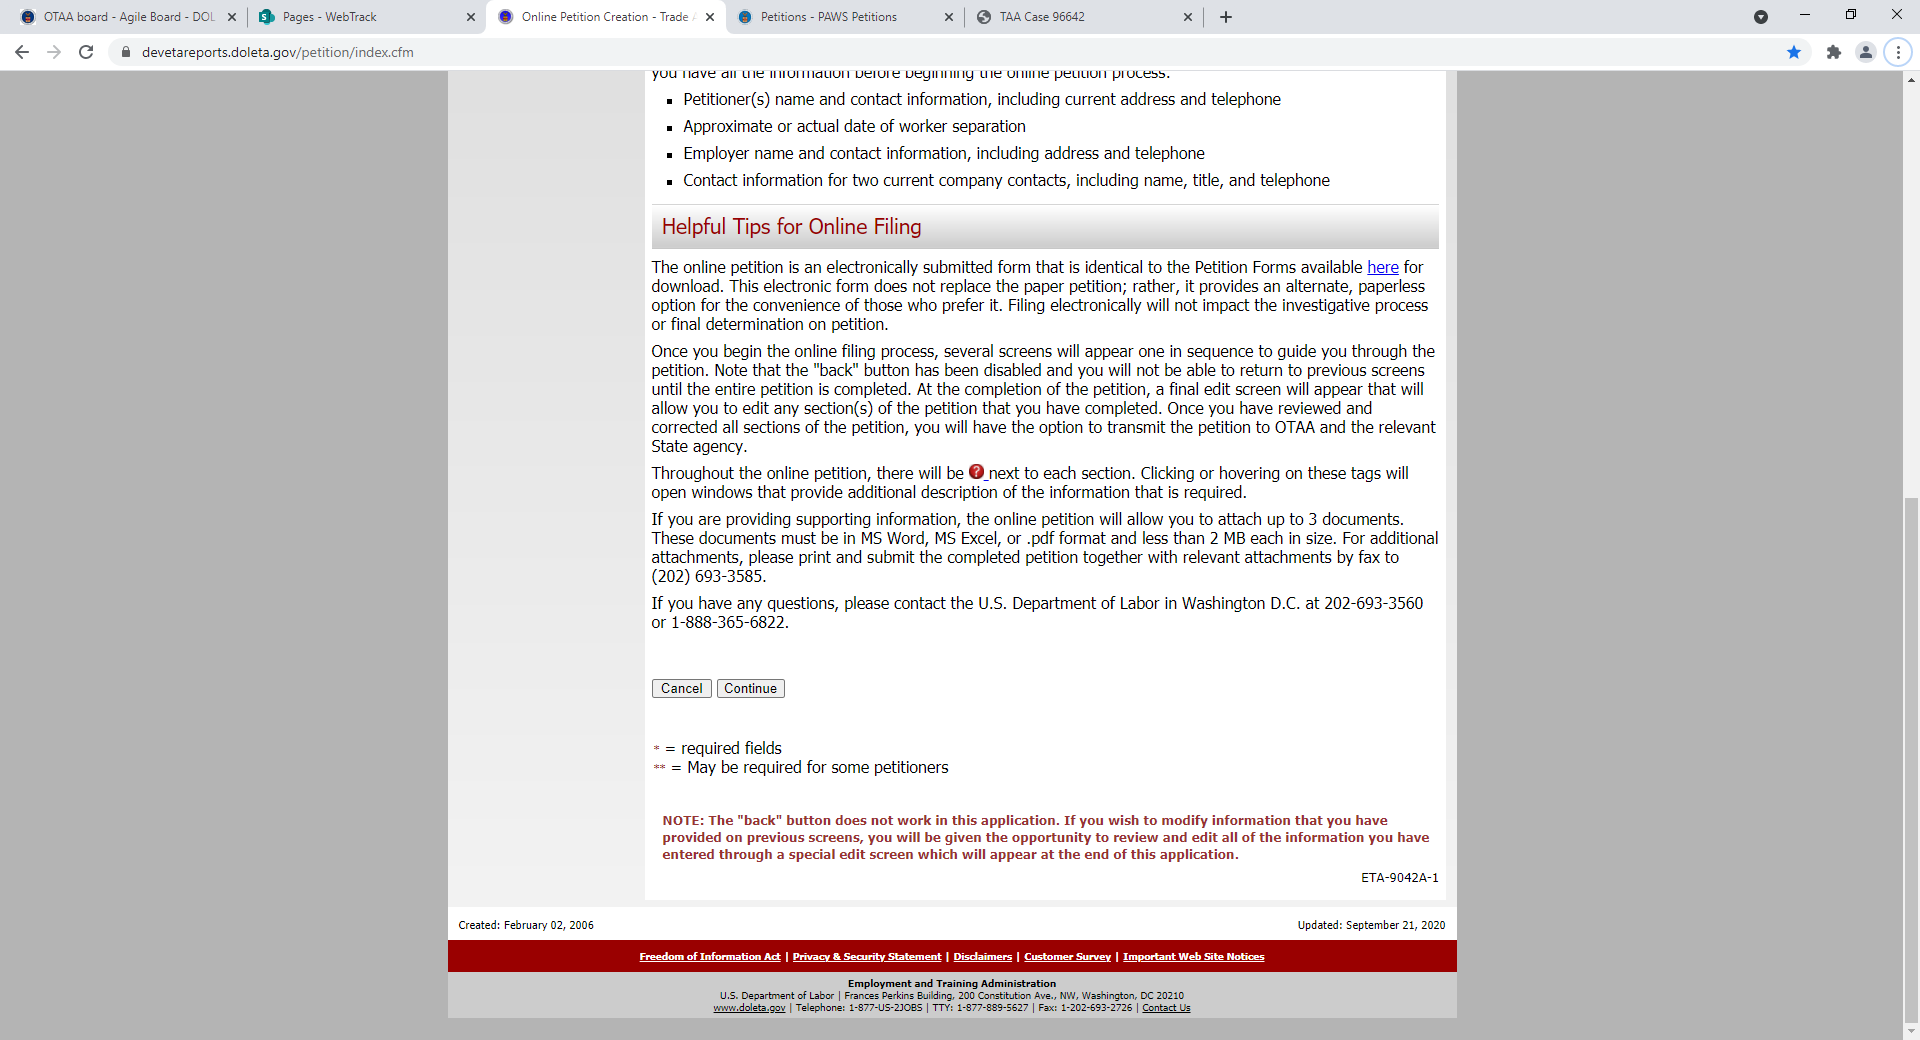 OTAA board - Agile Board - DOL
Pages - WebTrack
Online Petition Creation - Trade
Petitions - PAWS Petitions
TAA Case 96642
devetareports.doleta.gov/petition/index.cfm
you have all the information before beginning the online petition process.
Petitioner(s) name and contact information, including current address and telephone
Approximate or actual date of worker separation
Employer name and contact information, including address and telephone
Contact information for two current company contacts, including name, title, and telephone
Helpful Tips for Online Filing
The online petition is an electronically submitted form that is identical to the Petition Forms available here for
download. This electronic form does not replace the paper petition; rather, it provides an alternate, paperless
option for the convenience of those who prefer it. Filing electronically will not impact the investigative process
or final determination on petition.
Once you begin the online filing process, several screens will appear one in sequence to guide you through the
petition. Note that the "back" button has been disabled and you will not be able to return to previous screens
until the entire petition is completed. At the completion of the petition, a final edit screen will appear that will
allow you to edit any section(s) of the petition that you have completed. Once you have reviewed and
corrected all sections of the petition, you will have the option to transmit the petition to OTAA and the relevant
State agency.
Throughout the online petition, there will be ? next to each section. Clicking or hovering on these tags will
open windows that provide additional description of the information that is required.
If you are providing supporting information, the online petition will allow you to attach up to 3 documents.
These documents must be in MS Word, MS Excel, or .pdf format and less than 2 MB each in size. For additional
attachments, please print and submit the completed petition together with relevant attachments by fax to
(202) 693-3585.
If you have any questions, please contact the U.S. Department of Labor in Washington D.C. at 202-693-3560
or 1-888-365-6822.
Cancel Continue
* = required fields
** = May be required for some petitioners
NOTE: The "back" button does not work in this application. If you wish to modify information that you have
provided on previous screens, you will be given the opportunity to review and edit all of the information you have
entered through a special edit screen which will appear at the end of this application.
ETA-9042A-1
Created: February 02, 2006
Updated: September 21, 2020
Freedom of Information Act | Privacy & Security Statement | Disclaimers | Customer Survey | Important Web Site Notices
Employment and Training Administration
U.S. Department of Labor | Frances Perkins Building, 200 Constitution Ave., NW, Washington, DC 20210
www.doleta.gov | Telephone: 1-877-US-2JOBS | TTY: 1-877-889-5627 | Fax: 1-202-693-2726 | Contact Us